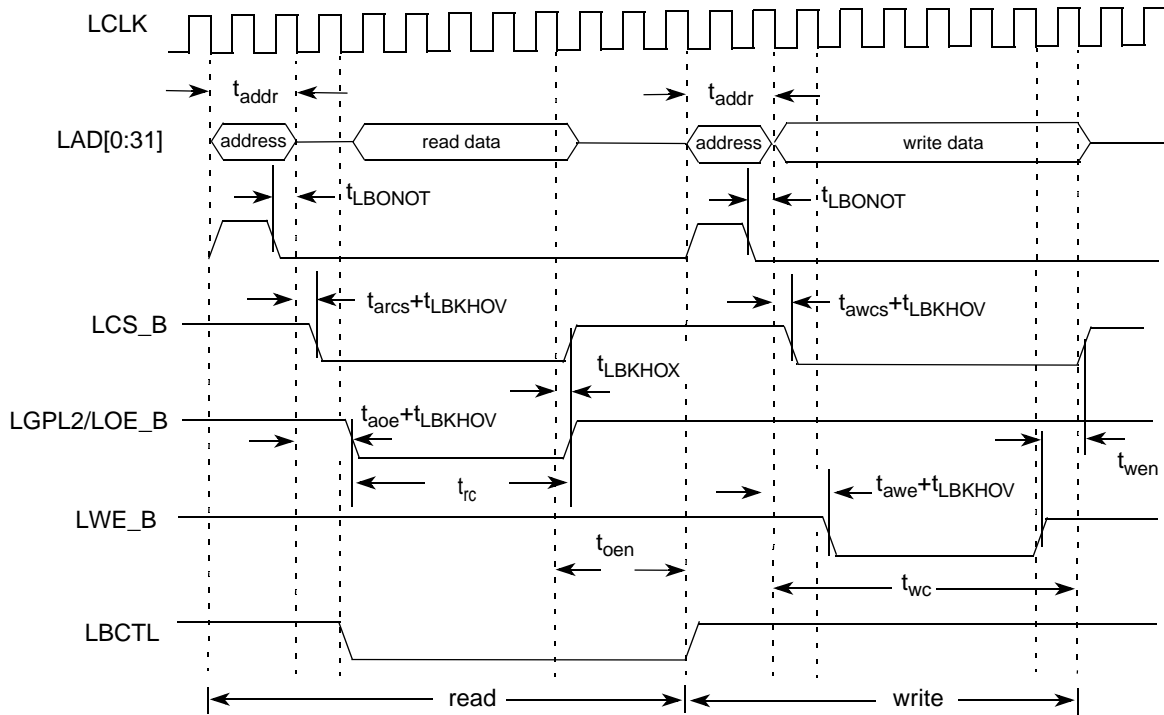 LCLK
t_addr t_addr
LAD[0:31] address read data address write data
t_LBONOT t_LBONOT
t_arcs+t_LBKHOV t_awcs+t_LBKHOV
LCS_B
t_LBKHOX
LGPL2/LOE_B t_aoe+t_LBKHOV
t_wen
t_rc t_awe+t_LBKHOV
LWE_B
t_oen
t_wc
LBCTL
read write